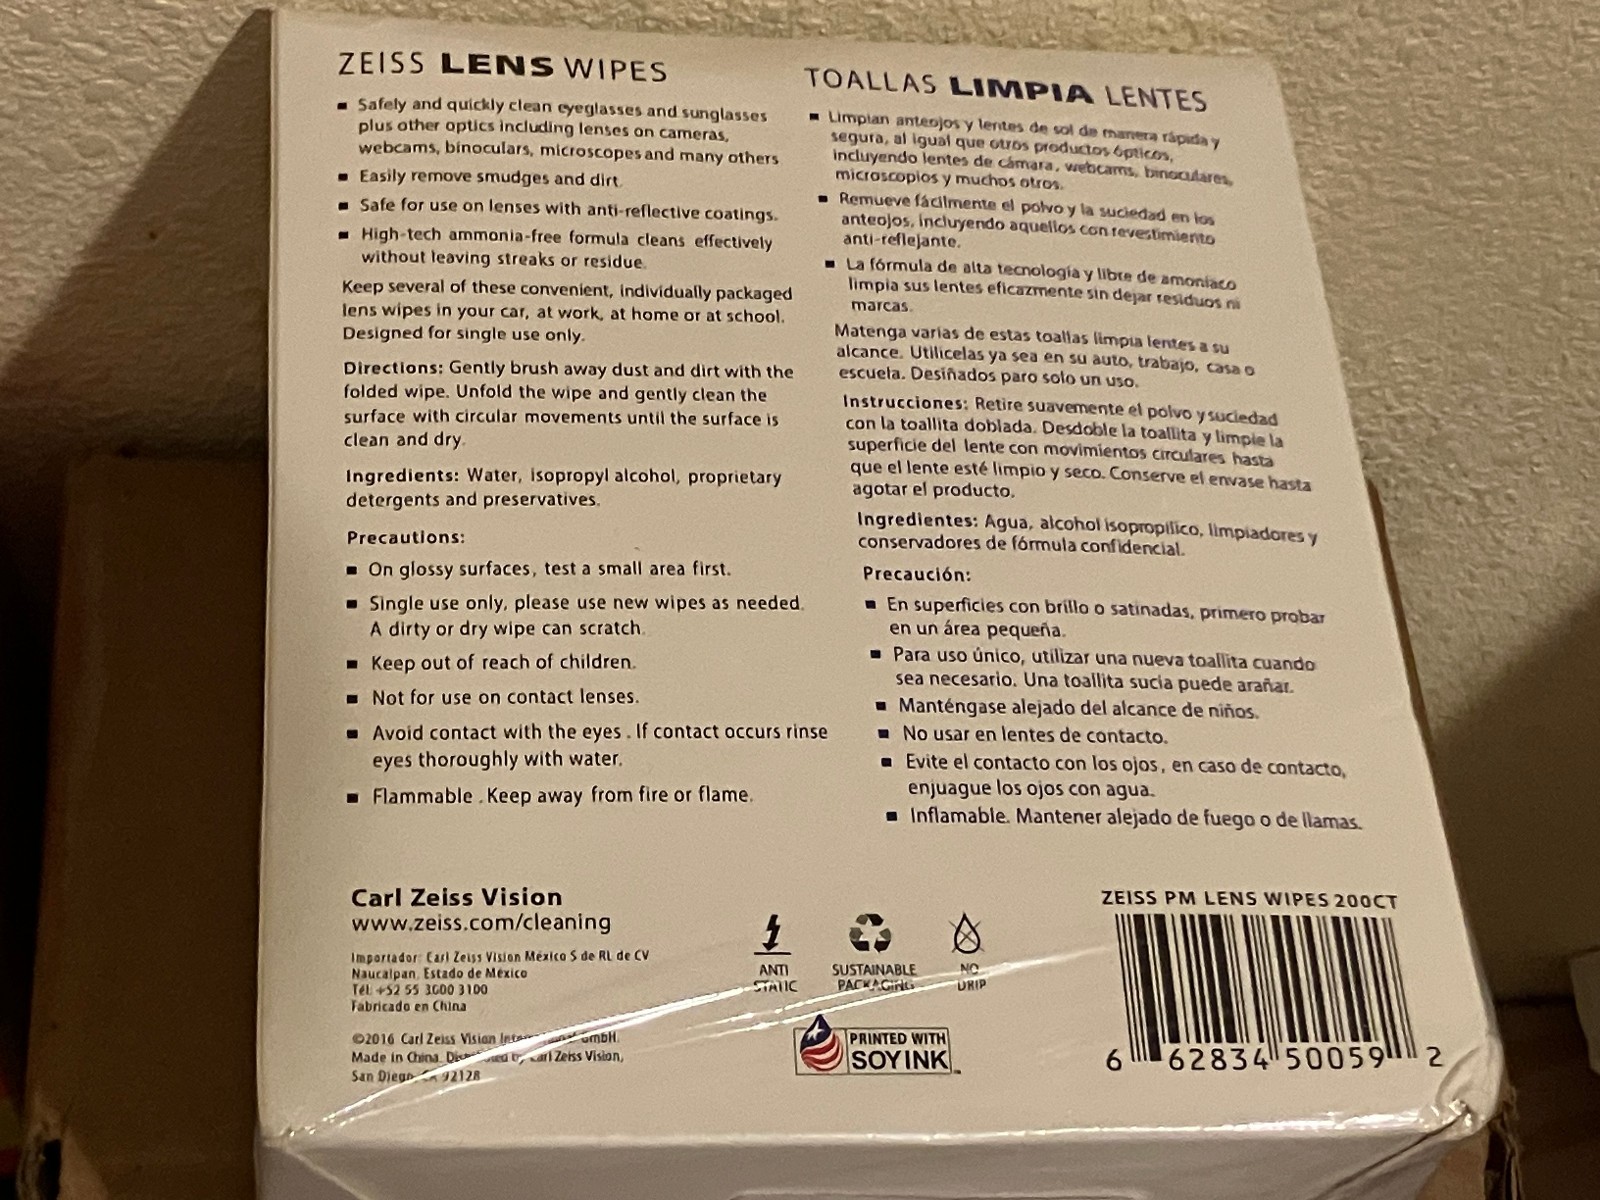 ZEISS LENS WIPES
▪ Safely and quickly clean eyeglasses and sunglasses
plus other optics including lenses on cameras,
webcams, binoculars, microscopes and many others
▪ Easily remove smudges and dirt.
▪ Safe for use on lenses with anti-reflective coatings.
▪ High-tech ammonia-free formula cleans effectively
without leaving streaks or residue.
Keep several of these convenient, individually packaged
lens wipes in your car, at work, at home or at school.
Designed for single use only.
Directions: Gently brush away dust and dirt with the
folded wipe. Unfold the wipe and gently clean the
surface with circular movements until the surface is
clean and dry.
Ingredients: Water, isopropyl alcohol, proprietary
detergents and preservatives.
Precautions:
▪ On glossy surfaces, test a small area first.
▪ Single use only, please use new wipes as needed.
A dirty or dry wipe can scratch.
▪ Keep out of reach of children.
▪ Not for use on contact lenses.
▪ Avoid contact with the eyes . If contact occurs rinse
eyes thoroughly with water.
▪ Flammable . Keep away from fire or flame.
TOALLAS LIMPIA LENTES
▪ Limpian anteojos y lentes de sol de manera rápida y
segura, al igual que otros productos ópticos,
incluyendo lentes de cámara, webcams, binoculares,
microscopios y muchos otros.
▪ Remueve fácilmente el polvo y la suciedad en los
anteojos, incluyendo aquellos con revestimiento
anti-reflejante.
▪ La fórmula de alta tecnología y libre de amoníaco
limpia sus lentes eficazmente sin dejar residuos ni
marcas.
Matenga varias de estas toallas limpia lentes a su
alcance. Utilícelas ya sea en su auto, trabajo, casa o
escuela. Desiñados paro solo un uso.
Instrucciones: Retire suavemente el polvo y suciedad
con la toallita doblada. Desdoble la toallita y limpie la
superficie del lente con movimientos circulares hasta
que el lente esté limpio y seco. Conserve el envase hasta
agotar el producto.
Ingredientes: Agua, alcohol isopropílico, limpiadores y
conservadores de fórmula confidencial.
Precaución:
▪ En superficies con brillo o satinadas, primero probar
en un área pequeña.
▪ Para uso único, utilizar una nueva toallita cuando
sea necesario. Una toallita sucia puede arañar.
▪ Manténgase alejado del alcance de niños.
▪ No usar en lentes de contacto.
▪ Evite el contacto con los ojos, en caso de contacto,
enjuague los ojos con agua.
▪ Inflamable. Mantener alejado de fuego o de llamas.
Carl Zeiss Vision
www.zeiss.com/cleaning
Importador: Carl Zeiss Vision México S de RL de CV
Naucalpan, Estado de México
Tél: +52 55 3000 3100
Fabricado en China
©2016 Carl Zeiss Vision GmbH.
Made in China. Carl Zeiss Vision,
San Diego, CA 92128
ANTI
STATIC
SUSTAINABLE
PACKAGING
NO
DRIP
PRINTED WITH
SOY INK™
ZEISS PM LENS WIPES 200CT
6 62834 50059 2